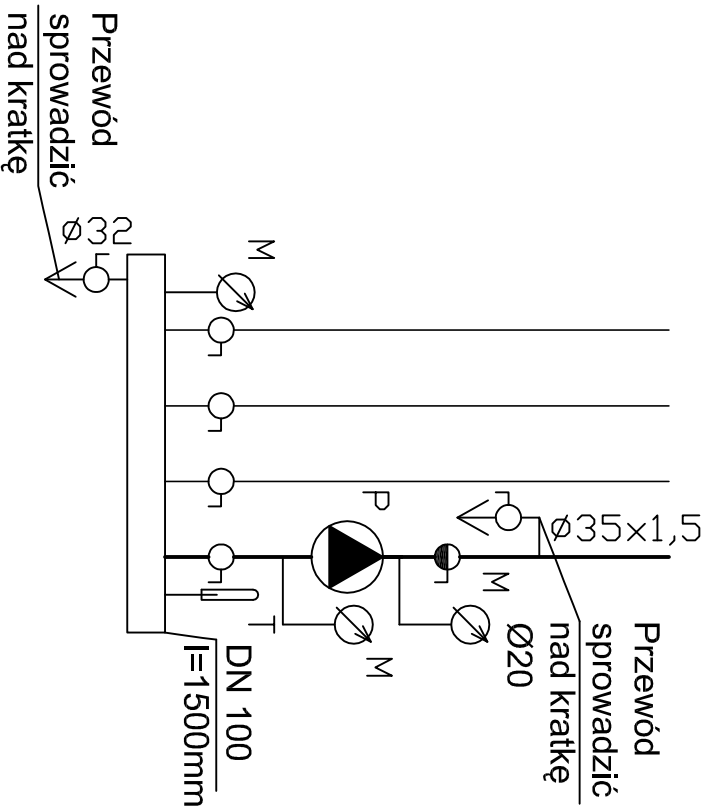 Przewód
sprowadzić
nad kratkę
ø32
M
P
ø35x1,5
M
Ø20
Przewód
sprowadzić
nad kratkę
M
T
DN 100
l=1500mm